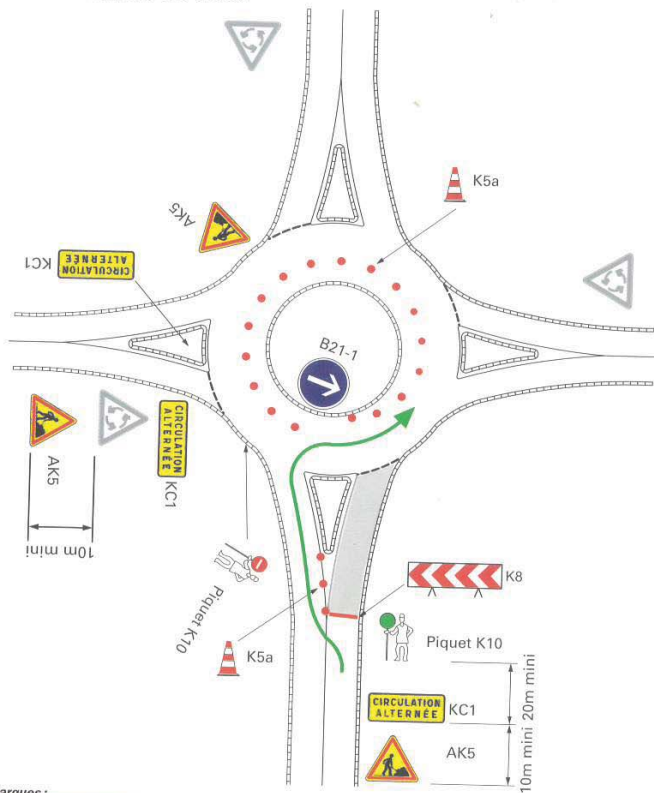 K5a
AK5
KC1
CIRCULATION
ALTERNÉE
B21-1
CIRCULATION
ALTERNÉE
KC1
AK5
10m mini
Piquet K10
K8
K5a
Piquet K10
CIRCULATION
ALTERNÉE
KC1
20m mini
AK5
10m mini
arques :